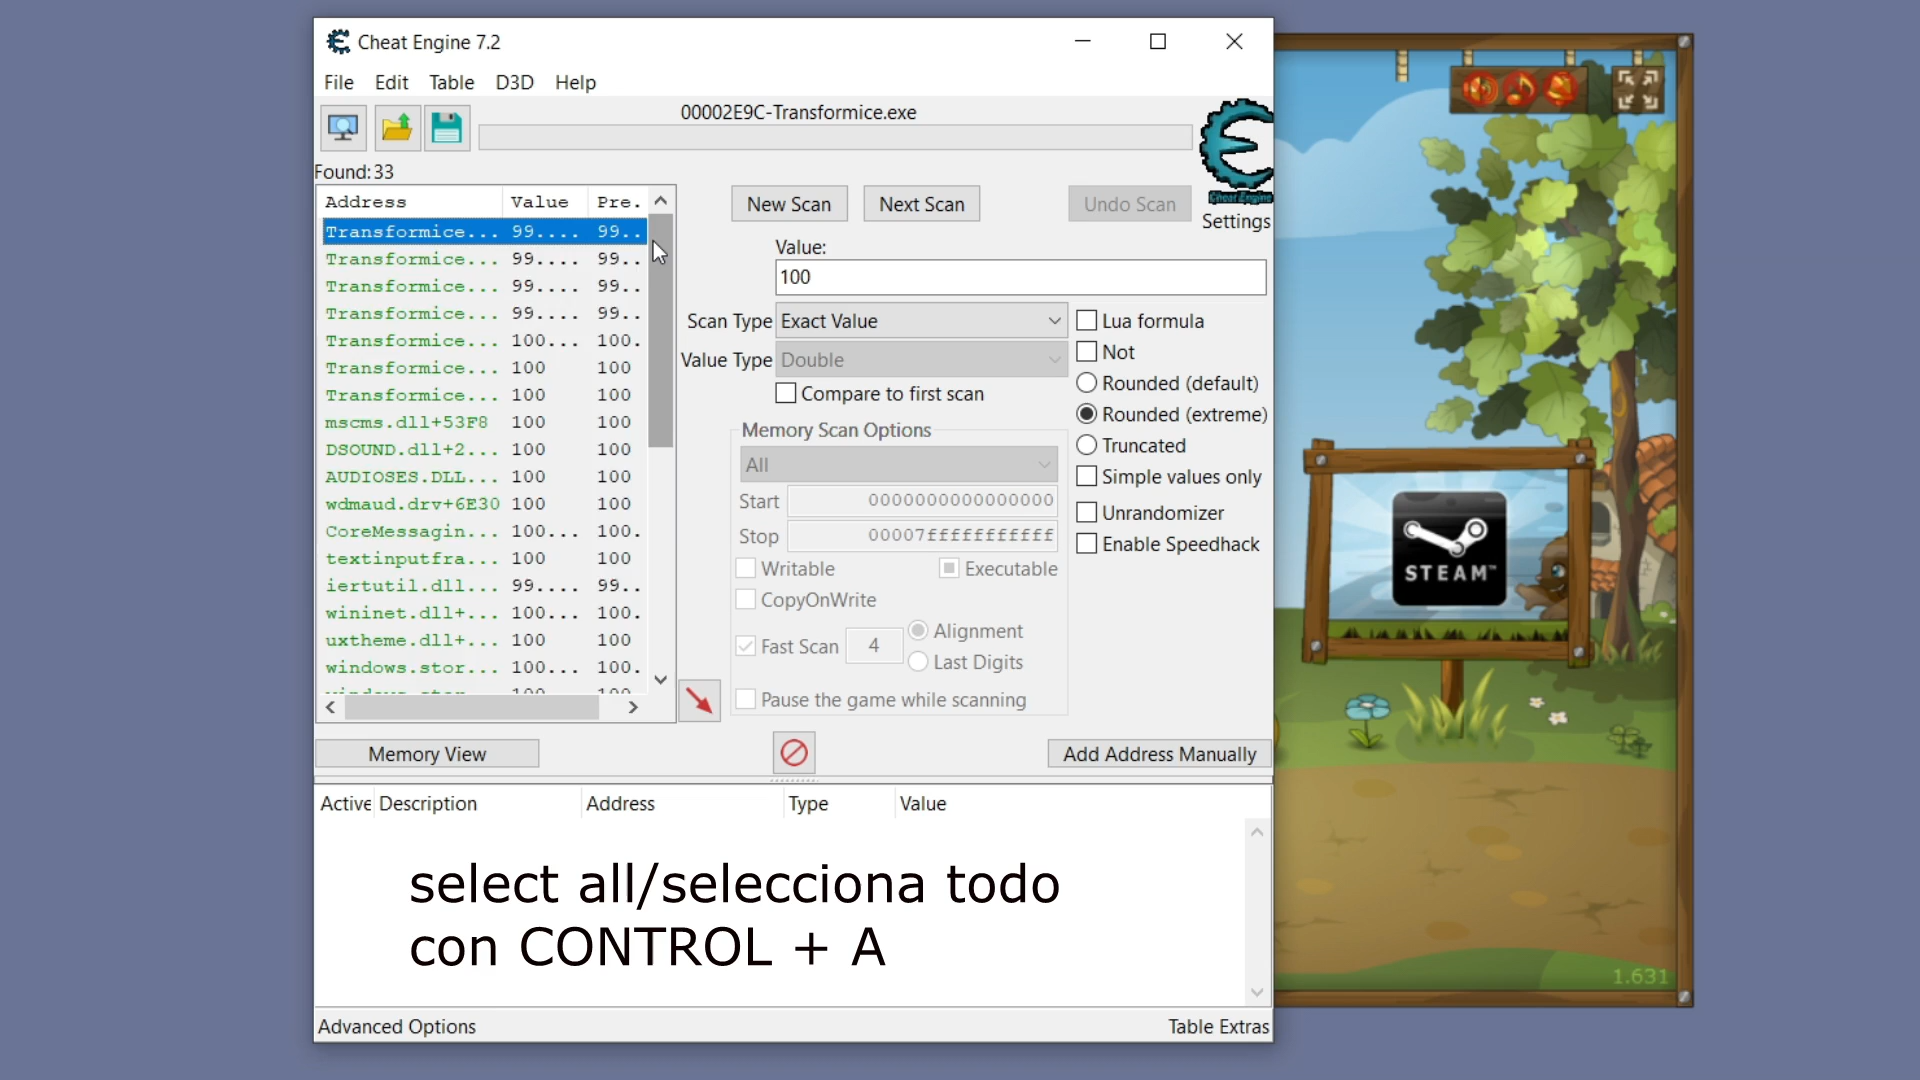 Cheat Engine 7.2
File Edit Table D3D Help
00002E9C-Transformice.exe
Found: 33
Address Value Pre.
Transformice... 99.... 99..
Transformice... 99.... 99..
Transformice... 99.... 99..
Transformice... 99.... 99..
Transformice... 100... 100.
Transformice... 100 100
Transformice... 100 100
mscms.dll+53F8 100 100
DSOUND.dll+2... 100 100
AUDIOSES.DLL... 100 100
wdmaud.drv+6E30 100 100
CoreMessagin... 100... 100.
textinputfra... 100 100
iertutil.dll... 99.... 99..
wininet.dll+... 100... 100.
uxtheme.dll+... 100 100
windows.stor... 100... 100.
New Scan Next Scan Undo Scan
Cheat Engine
Settings
Value:
100
Scan Type Exact Value
Value Type Double
Compare to first scan
Lua formula
Not
Rounded (default)
Rounded (extreme)
Truncated
Simple values only
Unrandomizer
Enable Speedhack
Memory Scan Options
All
Start 0000000000000000
Stop 00007fffffffffff
Writable Executable
CopyOnWrite
Fast Scan 4 Alignment
Last Digits
Pause the game while scanning
Memory View Add Address Manually
Active Description Address Type Value
select all/selecciona todo
con CONTROL + A
Advanced Options Table Extras
STEAM™
1.631